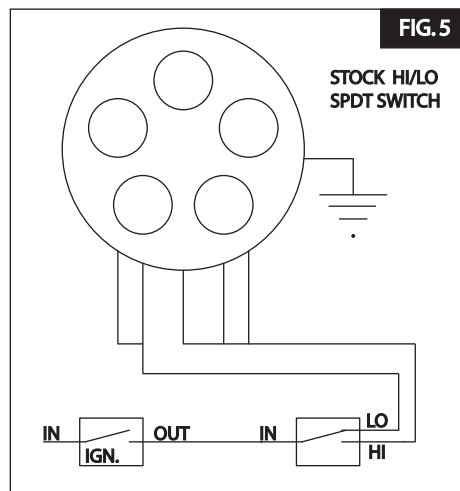 FIG. 5
STOCK HI/LO
SPDT SWITCH
LO
IN OUT IN
IGN. HI